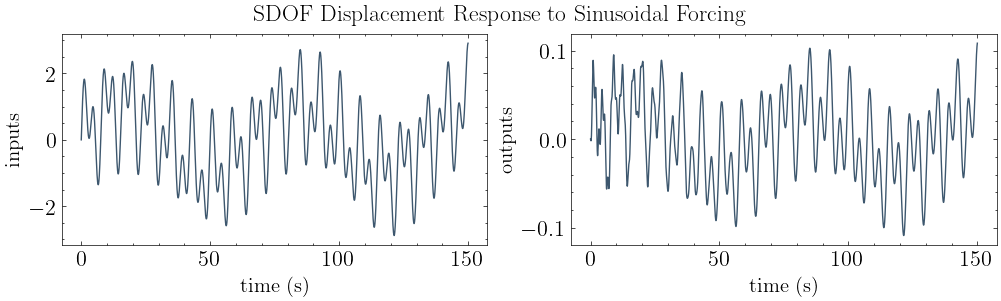 SDOF Displacement Response to Sinusoidal Forcing
inputs
2
0
−2
0
50
100
150
time (s)
outputs
0.1
0.0
−0.1
0
50
100
150
time (s)